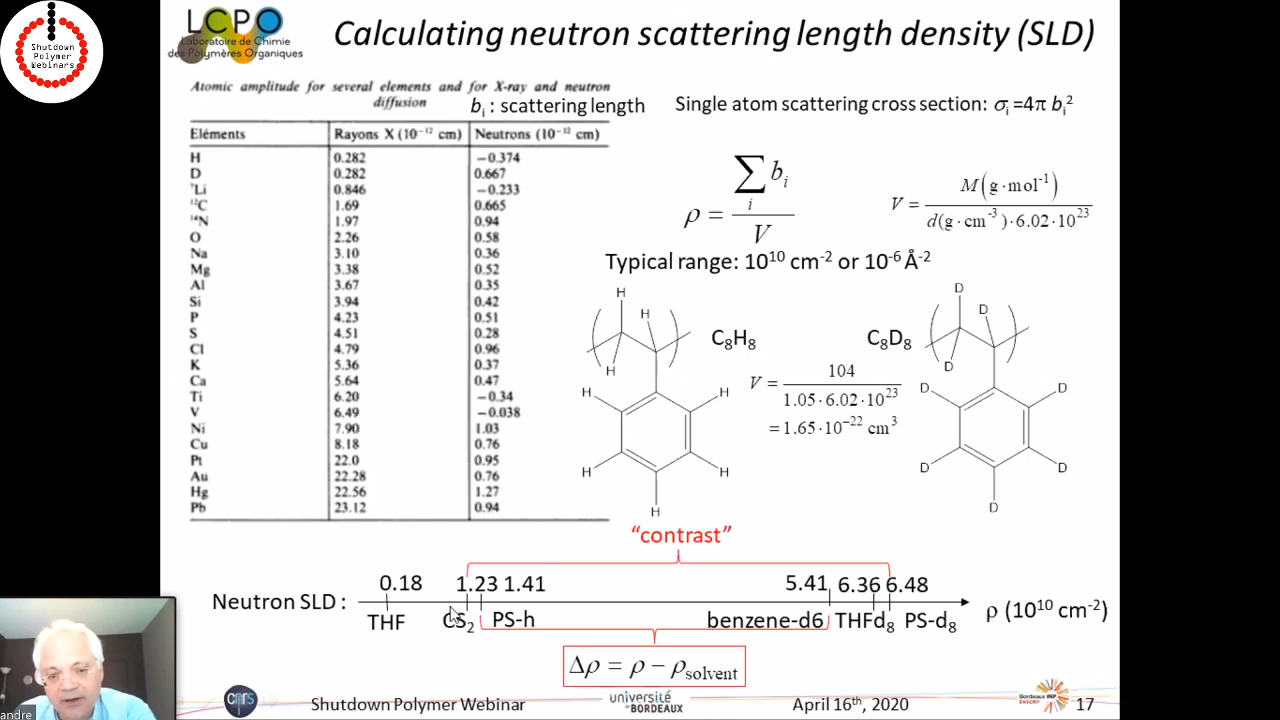 Shutdown
Polymer
Webinars
LCPO
Laboratoire de Chimie
des Polymères Organiques
Calculating neutron scattering length density (SLD)
Atomic amplitude for several elements and for X-ray and neutron
diffusion
bᵢ : scattering length
Single atom scattering cross section: σᵢ =4π bᵢ²
Eléments Rayons X (10⁻¹² cm) Neutrons (10⁻¹² cm)
H 0.282 −0.374
D 0.282 0.667
⁷Li 0.846 −0.233
¹²C 1.69 0.665
¹⁴N 1.97 0.94
O 2.26 0.58
Na 3.10 0.36
Mg 3.38 0.52
Al 3.67 0.35
Si 3.94 0.42
P 4.23 0.51
S 4.51 0.28
Cl 4.79 0.96
K 5.36 0.37
Ca 5.64 0.47
Ti 6.20 −0.34
V 6.49 −0.038
Ni 7.90 1.03
Cu 8.18 0.76
Pt 22.0 0.95
Au 22.28 0.76
Hg 22.56 1.27
Pb 23.12 0.94
ρ = ∑ᵢ bᵢ / V
V = M(g·mol⁻¹) / d(g·cm⁻³)·6.02·10²³
Typical range: 10¹⁰ cm⁻² or 10⁻⁶ Å⁻²
H
H
H
H H
H H
H
C₈H₈
C₈D₈
V = 104 / 1.05·6.02·10²³
=1.65·10⁻²² cm³
D
D
D
D D
D D
D
“contrast”
0.18 1.23 1.41 5.41 6.36 6.48
Neutron SLD :
THF CS₂ PS-h benzene-d6 THFd₈ PS-d₈
ρ (10¹⁰ cm⁻²)
Δρ = ρ − ρsolvent
andre
cnrs
Shutdown Polymer Webinar
université
de BORDEAUX
April 16ᵗʰ, 2020
Bordeaux INP
ENSCBP
17